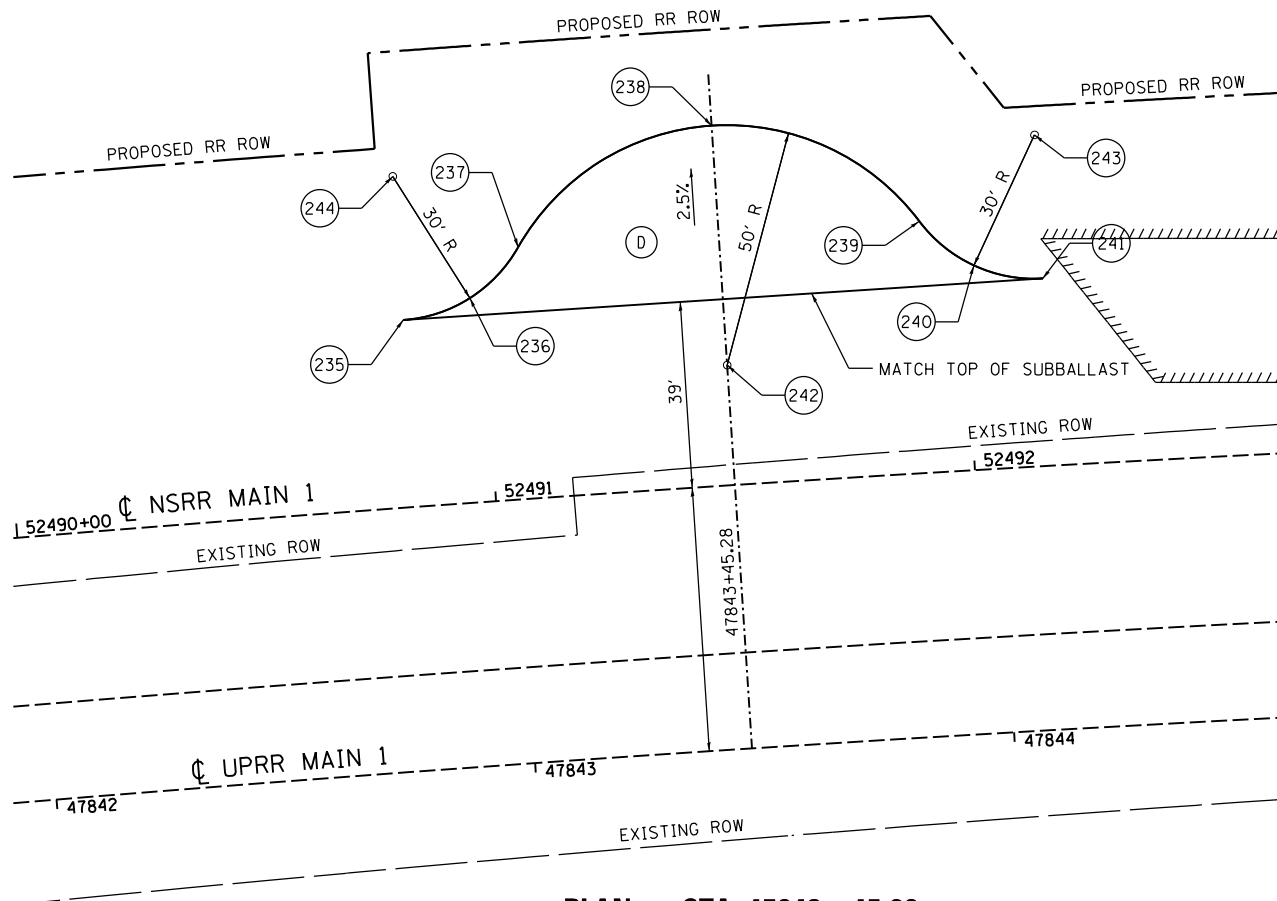 PROPOSED RR ROW
PROPOSED RR ROW
PROPOSED RR ROW
238
237
243
244
30' R
2.5%
50' R
30' R
D
239
241
240
235
236
MATCH TOP OF SUBBALLAST
242
39'
EXISTING ROW
52492
52491
℄ NSRR MAIN 1
52490+00
EXISTING ROW
47843+45.28
47844
℄ UPRR MAIN 1
47843
47842
EXISTING ROW